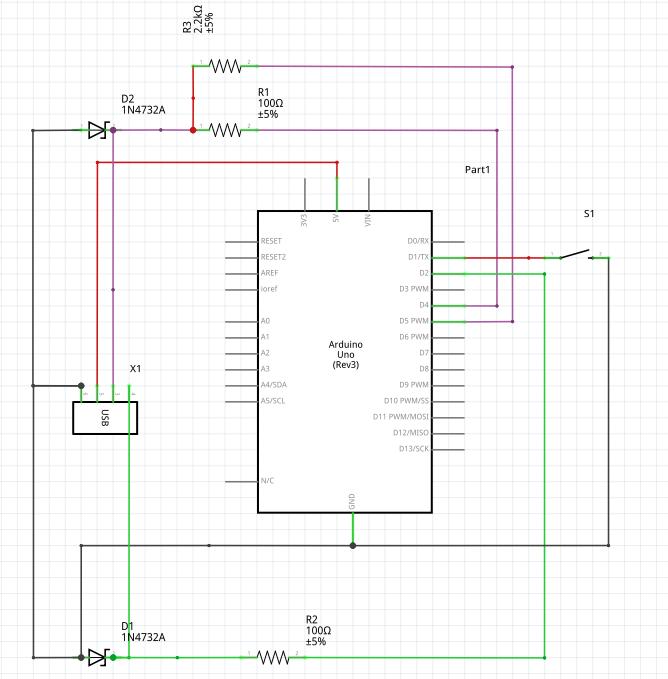 R3
2.2kΩ
±5%
R1
100Ω
±5%
D2
1N4732A
Part1
S1
3V3
5V
VIN
RESET
RESET2
AREF
ioref
A0
A1
A2
A3
A4/SDA
A5/SCL
N/C
D0/RX
D1/TX
D2
D3 PWM
D4
D5 PWM
D6 PWM
D7
D8
D9 PWM
D10 PWM/SS
D11 PWM/MOSI
D12/MISO
D13/SCK
Arduino
Uno
(Rev3)
GND
X1
USB
D1
1N4732A
R2
100Ω
±5%